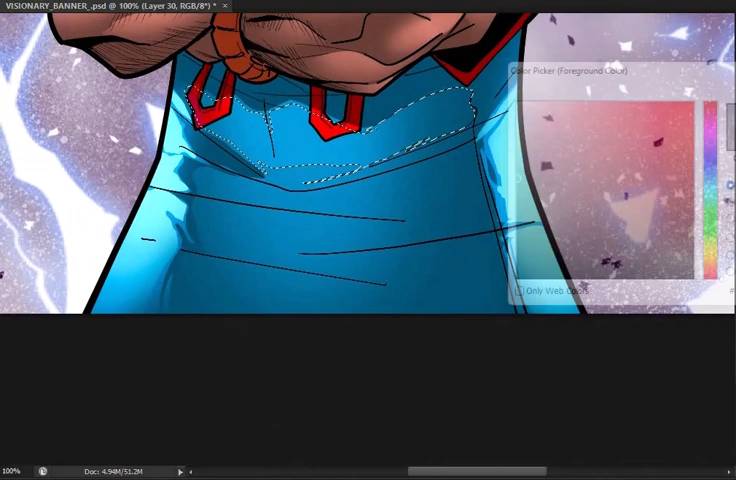 VISIONARY_BANNER_.psd @ 100% (Layer 30, RGB/8*) * ×
Color Picker (Foreground Color)
Only Web Colors
#
100%
Doc: 4.94M/51.2M